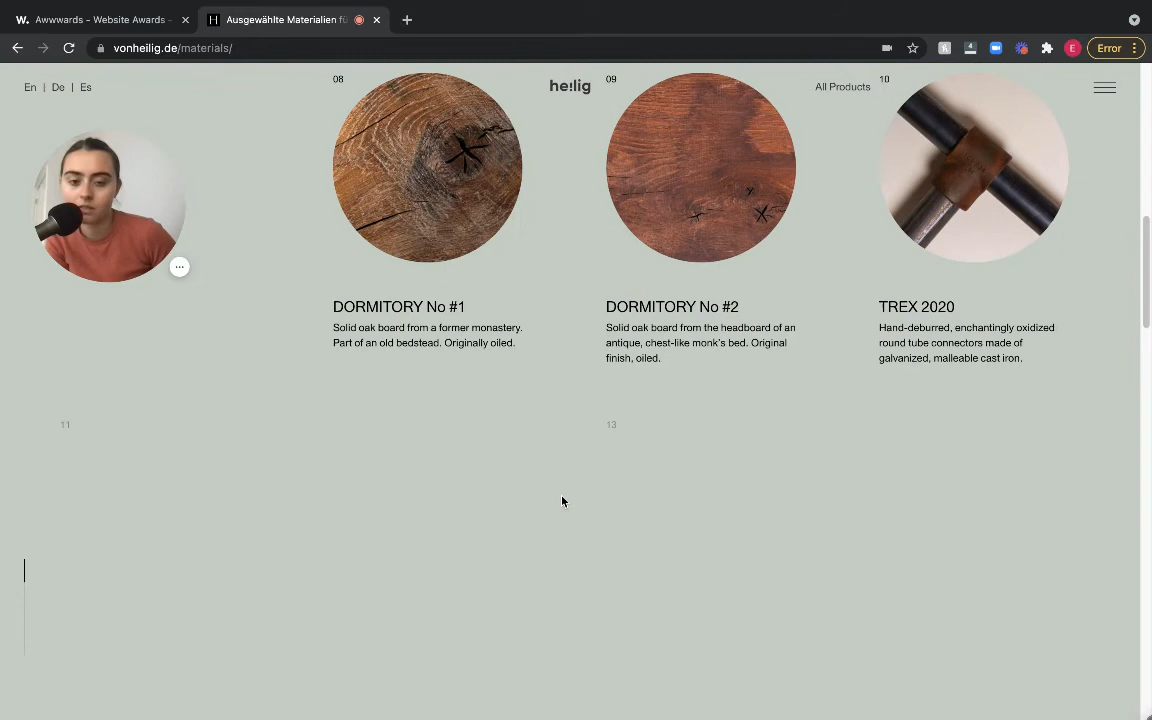 W. Awwwards - Website Awards -
H Ausgewählte Materialien fü
vonheilig.de/materials/
4
E
Error
En | De | Es
08
he!lig
09
All Products
10
DORMITORY No #1
Solid oak board from a former monastery.
Part of an old bedstead. Originally oiled.
DORMITORY No #2
Solid oak board from the headboard of an
antique, chest-like monk's bed. Original
finish, oiled.
TREX 2020
Hand-deburred, enchantingly oxidized
round tube connectors made of
galvanized, malleable cast iron.
11
13